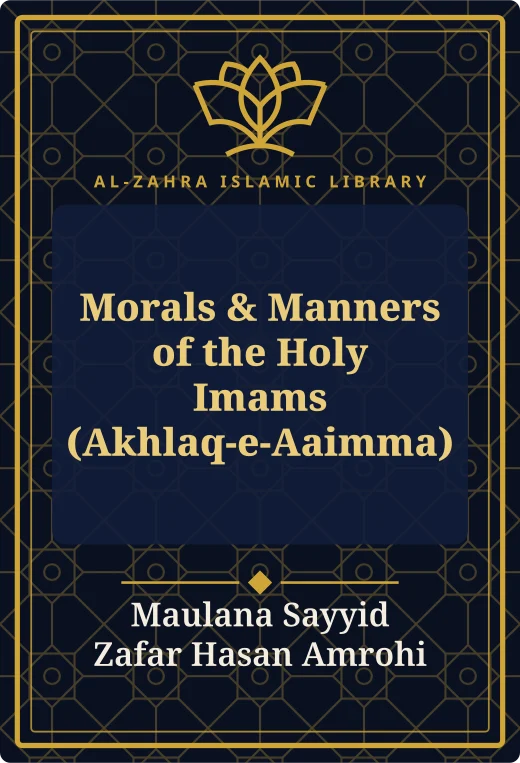 AL-ZAHRA ISLAMIC LIBRARY
Morals & Manners
of the Holy
Imams
(Akhlaq-e-Aaimma)
Maulana Sayyid
Zafar Hasan Amrohi